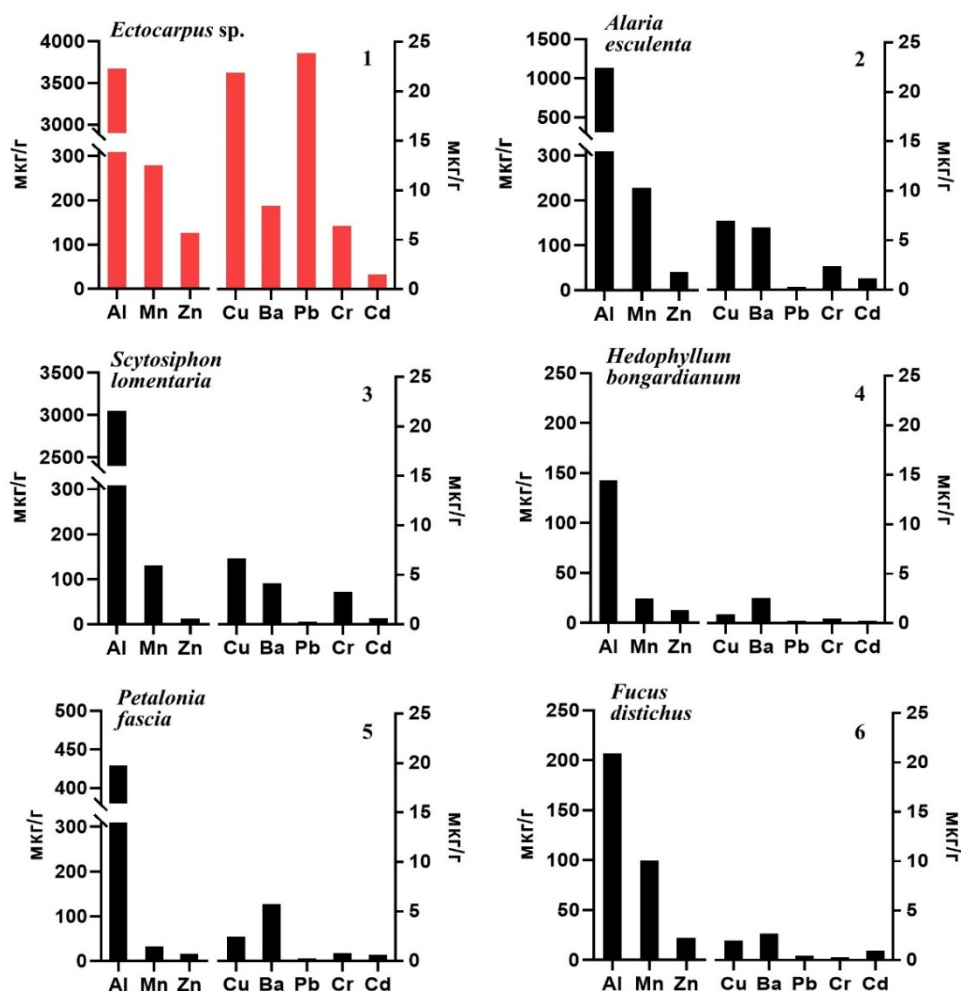 Ectocarpus sp.
1
4000
3500
3000
300
200
100
0
мкг/г
25
20
15
10
5
0
мкг/г
Al Mn Zn Cu Ba Pb Cr Cd
Alaria
esculenta
2
1500
1000
500
300
200
100
0
мкг/г
25
20
15
10
5
0
мкг/г
Al Mn Zn Cu Ba Pb Cr Cd
Scytosiphon
lomentaria
3
3500
3000
2500
300
200
100
0
мкг/г
25
20
15
10
5
0
мкг/г
Al Mn Zn Cu Ba Pb Cr Cd
Hedophyllum
bongardianum
4
250
200
150
100
50
0
мкг/г
25
20
15
10
5
0
мкг/г
Al Mn Zn Cu Ba Pb Cr Cd
Petalonia
fascia
5
500
450
400
300
200
100
0
мкг/г
25
20
15
10
5
0
мкг/г
Al Mn Zn Cu Ba Pb Cr Cd
Fucus
distichus
6
250
200
150
100
50
0
мкг/г
25
20
15
10
5
0
мкг/г
Al Mn Zn Cu Ba Pb Cr Cd